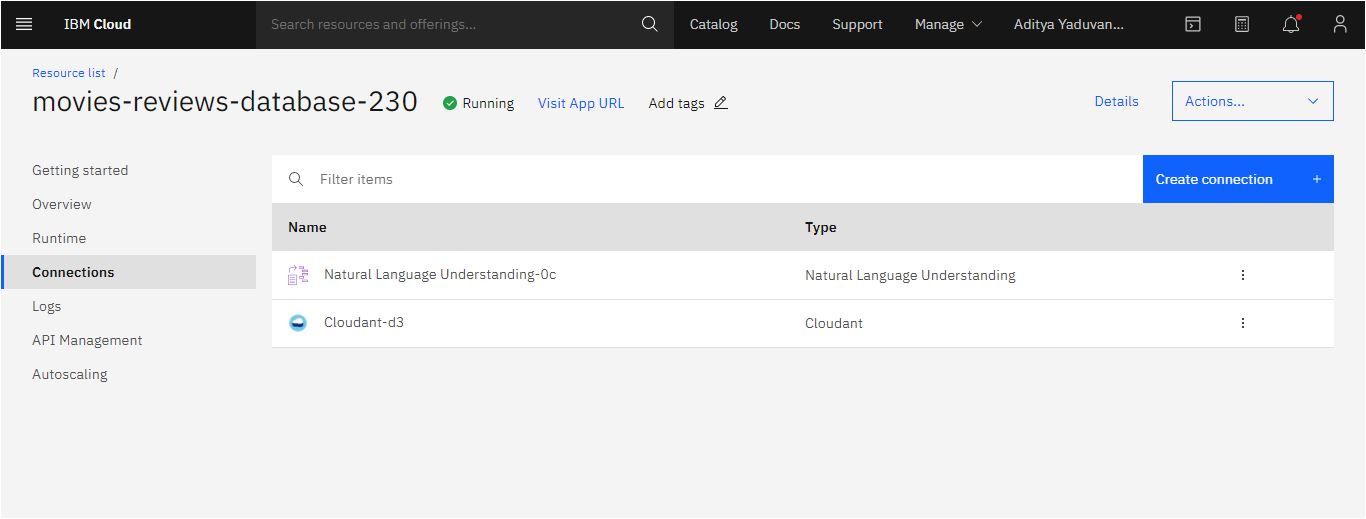 IBM Cloud Search resources and offerings... Catalog Docs Support Manage Aditya Yaduvan...
Resource list /
movies-reviews-database-230 Running Visit App URL Add tags Details Actions...
Getting started
Overview
Runtime
Connections
Logs
API Management
Autoscaling
Filter items Create connection +
Name Type
Natural Language Understanding-0c Natural Language Understanding
Cloudant-d3 Cloudant